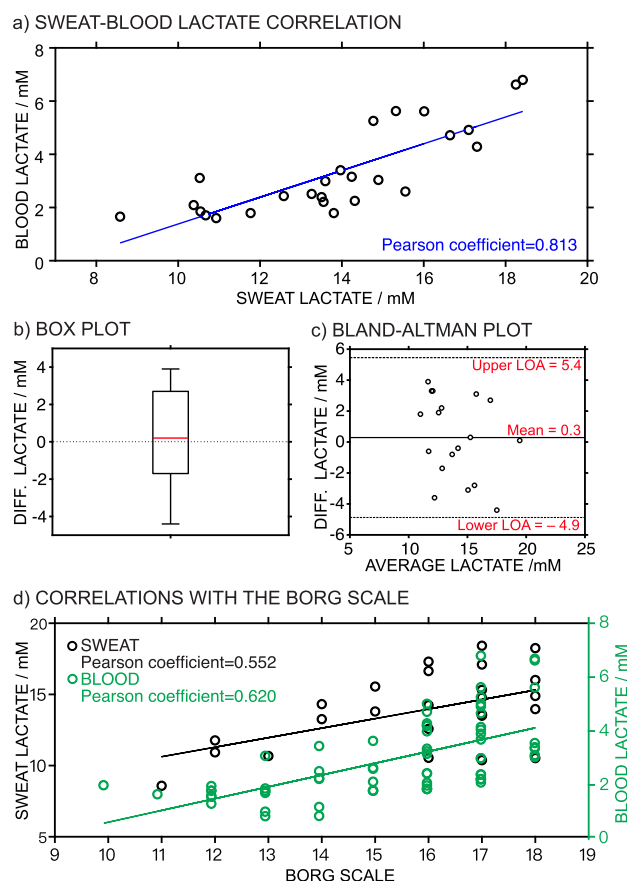 a) SWEAT-BLOOD LACTATE CORRELATION
BLOOD LACTATE / mM
8
6
4
2
0
Pearson coefficient=0.813
8 10 12 14 16 18 20
SWEAT LACTATE / mM
b) BOX PLOT
DIFF. LACTATE / mM
4
2
0
-2
-4
c) BLAND-ALTMAN PLOT
DIFF. LACTATE / mM
6
4
2
0
-2
-4
-6
Upper LOA = 5.4
Mean = 0.3
Lower LOA = – 4.9
5 10 15 20 25
AVERAGE LACTATE /mM
d) CORRELATIONS WITH THE BORG SCALE
SWEAT LACTATE / mM
20
15
10
5
SWEAT
Pearson coefficient=0.552
BLOOD
Pearson coefficient=0.620
8
6
4
2
0
BLOOD LACTATE / mM
9 10 11 12 13 14 15 16 17 18 19
BORG SCALE